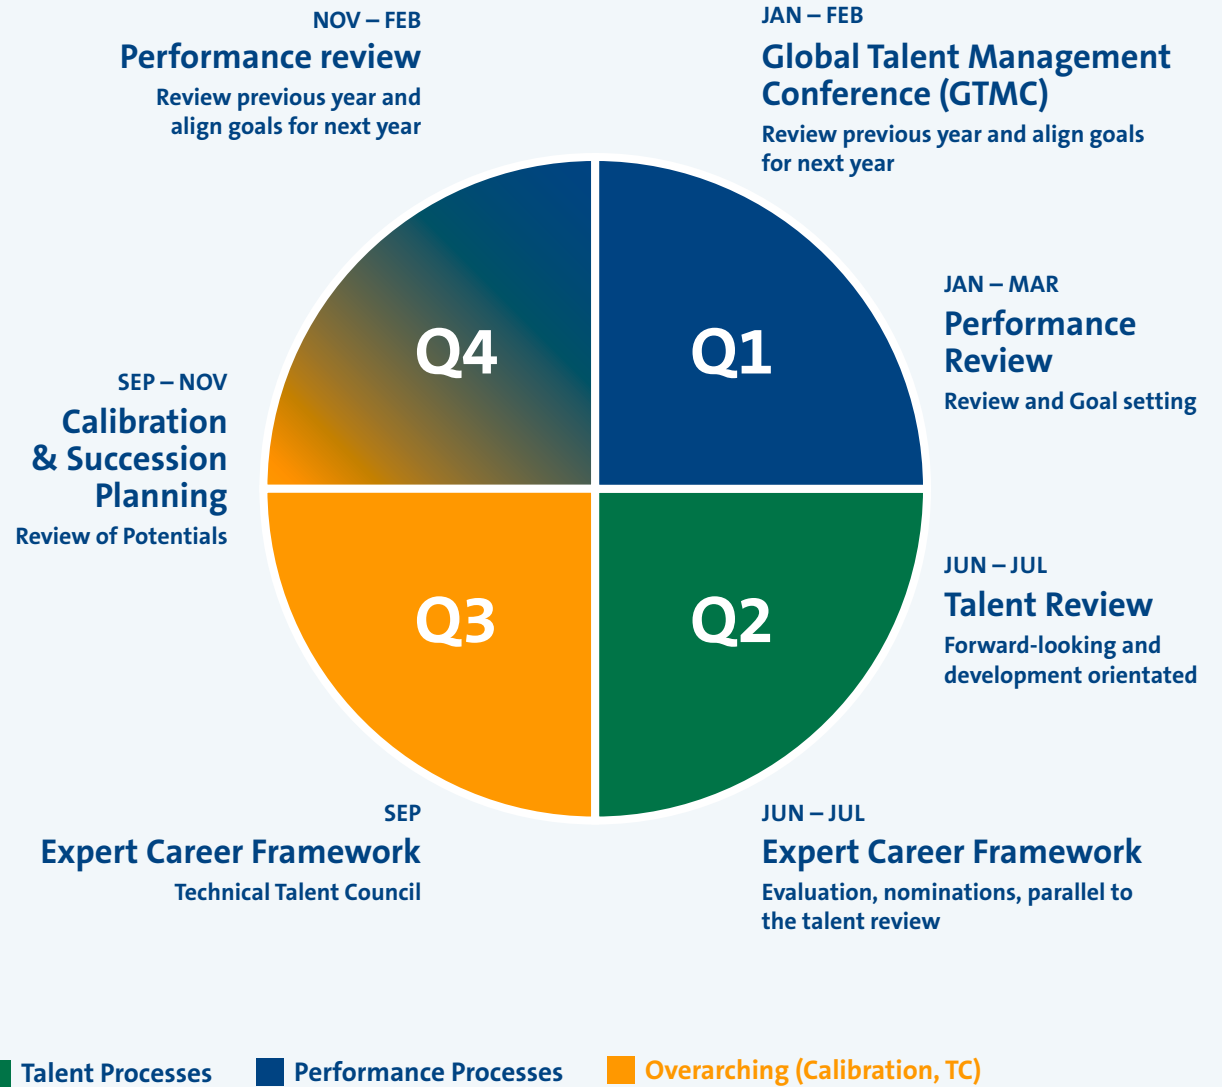 NOV – FEB
Performance review
Review previous year and
align goals for next year
JAN – FEB
Global Talent Management
Conference (GTMC)
Review previous year and align goals
for next year
Q4
Q1
JAN – MAR
Performance
Review
Review and Goal setting
SEP – NOV
Calibration
& Succession
Planning
Review of Potentials
Q3
Q2
JUN – JUL
Talent Review
Forward-looking and
development orientated
SEP
Expert Career Framework
Technical Talent Council
JUN – JUL
Expert Career Framework
Evaluation, nominations, parallel to
the talent review
Talent Processes
Performance Processes
Overarching (Calibration, TC)